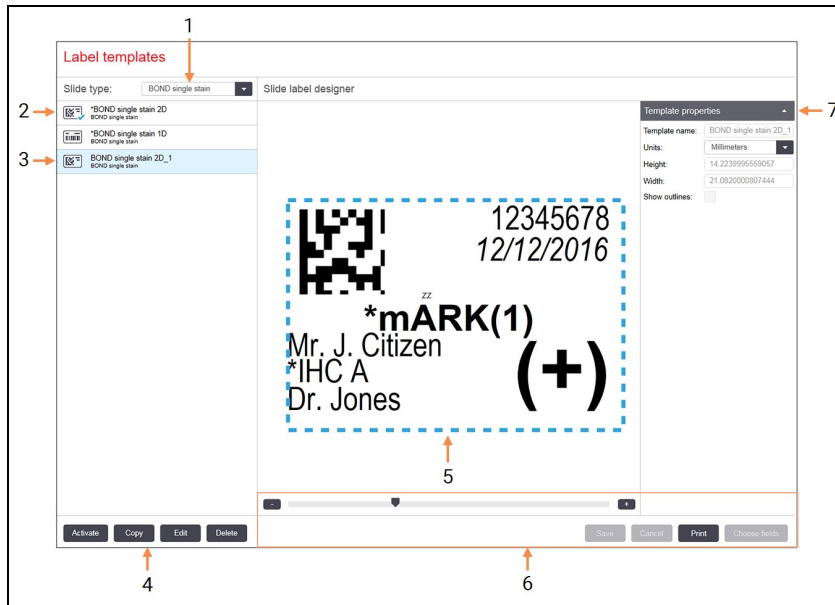 1
Label templates
Slide type: BOND single stain
Slide label designer
2
*BOND single stain 2D
BOND single stain
*BOND single stain 1D
BOND single stain
3
BOND single stain 2D_1
BOND single stain
Template properties
7
Template name: BOND single stain 2D_1
Units: Millimeters
Height: 14.2239995559057
Width: 21.0820000807444
Show outlines:
12345678
12/12/2016
zz
*mARK(1)
Mr. J. Citizen
*IHC A
(+)
Dr. Jones
5
- +
Activate Copy Edit Delete
Save Cancel Print Choose fields
4
6